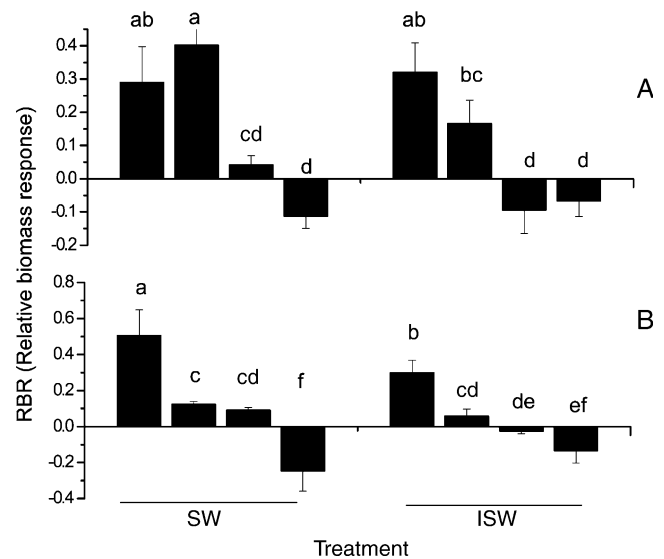 ab a cd d ab bc d d A
0.4
0.3
0.2
0.1
0.0
-0.1
-0.2
RBR (Relative biomass response)
a c cd f b cd de ef B
0.8
0.6
0.4
0.2
0.0
-0.2
-0.4
SW ISW
Treatment